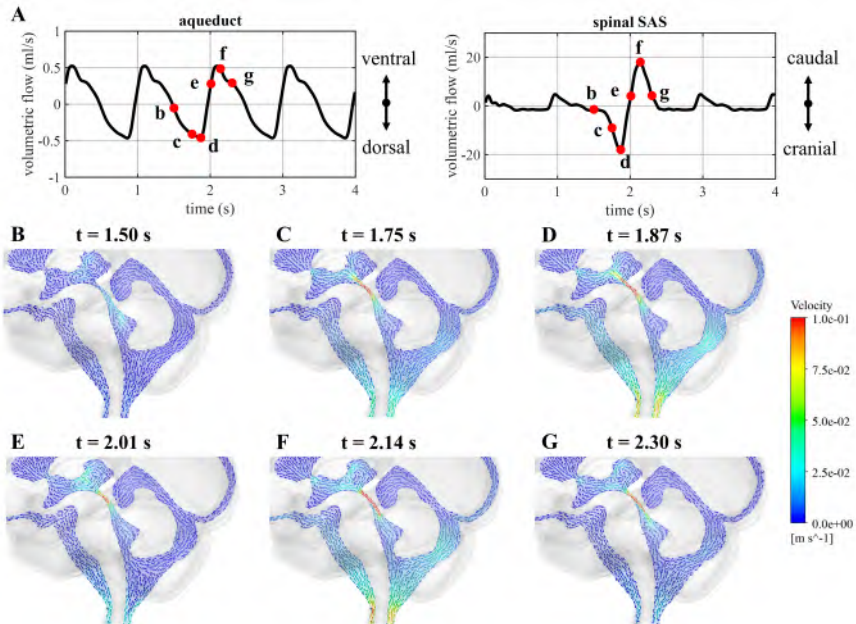 A
aqueduct
spinal SAS
volumetric flow (ml/s)
1
0.5
0
-0.5
-1
0 1 2 3 4
time (s)
b
c
d
e
f
g
ventral
dorsal
volumetric flow (ml/s)
20
0
-20
0 1 2 3 4
time (s)
b
c
d
e
f
g
caudal
cranial
B t = 1.50 s
C t = 1.75 s
D t = 1.87 s
E t = 2.01 s
F t = 2.14 s
G t = 2.30 s
Velocity
1.0e-01
7.5e-02
5.0e-02
2.5e-02
0.0e+00
[m s^-1]